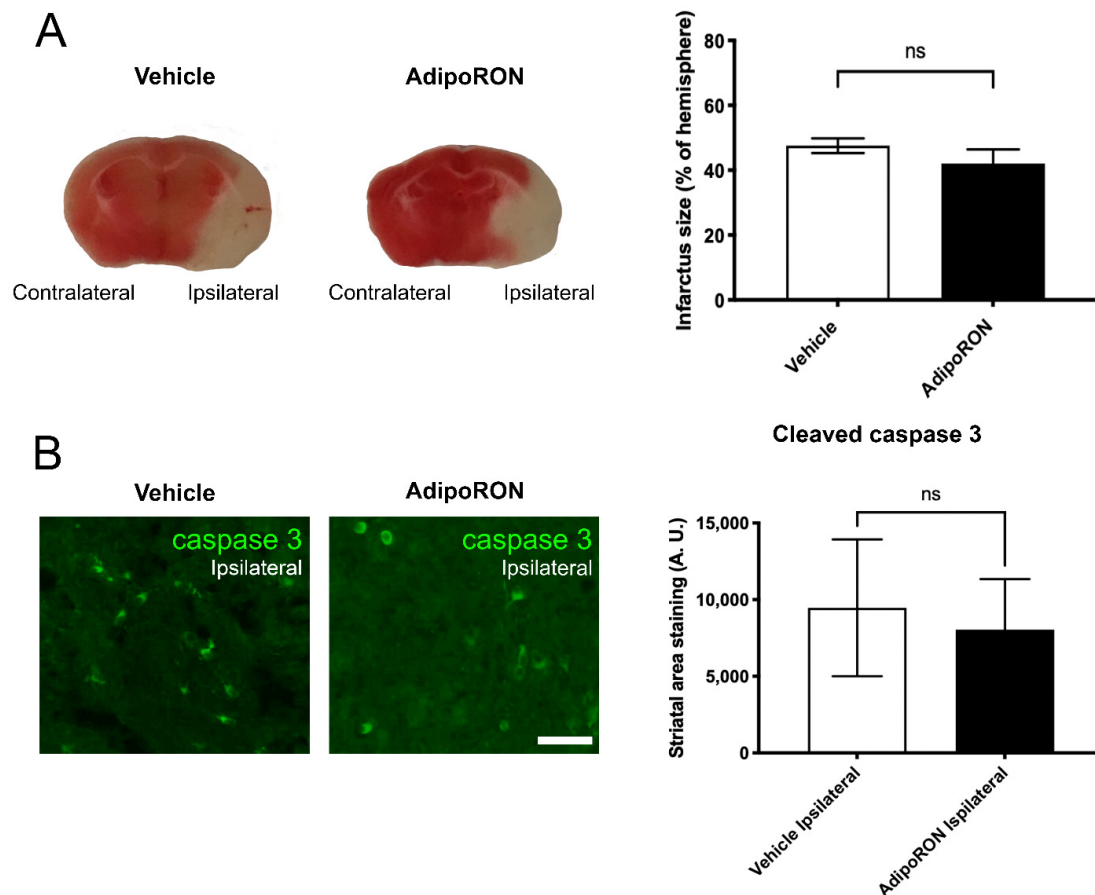 A
Vehicle
AdipoRON
Contralateral
Ipsilateral
Contralateral
Ipsilateral
80
60
40
20
0
Infarctus size (% of hemisphere)
ns
Vehicle
AdipoRON
B
Vehicle
AdipoRON
caspase 3
Ipsilateral
caspase 3
Ipsilateral
Cleaved caspase 3
15,000
10,000
5,000
0
Striatal area staining (A. U.)
ns
Vehicle Ipsilateral
AdipoRON Ispilateral